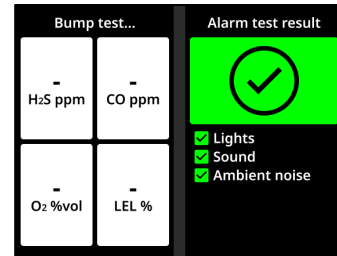 Bump test...
-
H₂S ppm
-
CO ppm
-
O₂ %vol
-
LEL %
Alarm test result
Lights
Sound
Ambient noise